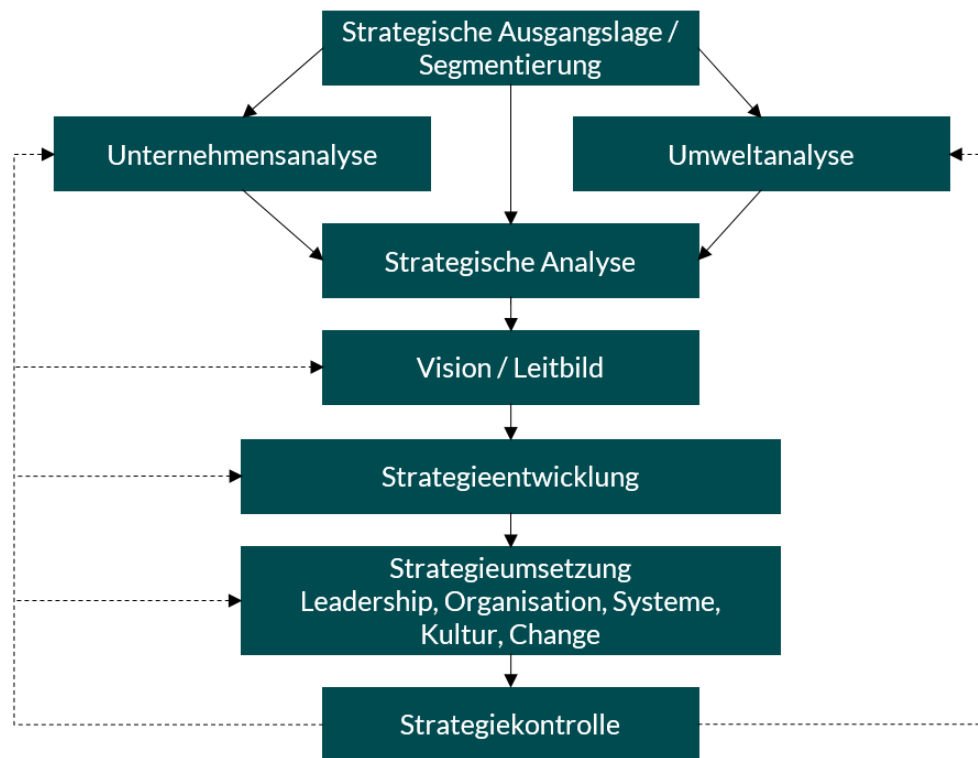 Strategische Ausgangslage /
Segmentierung
Unternehmensanalyse
Umweltanalyse
Strategische Analyse
Vision / Leitbild
Strategieentwicklung
Strategieumsetzung
Leadership, Organisation, Systeme,
Kultur, Change
Strategiekontrolle